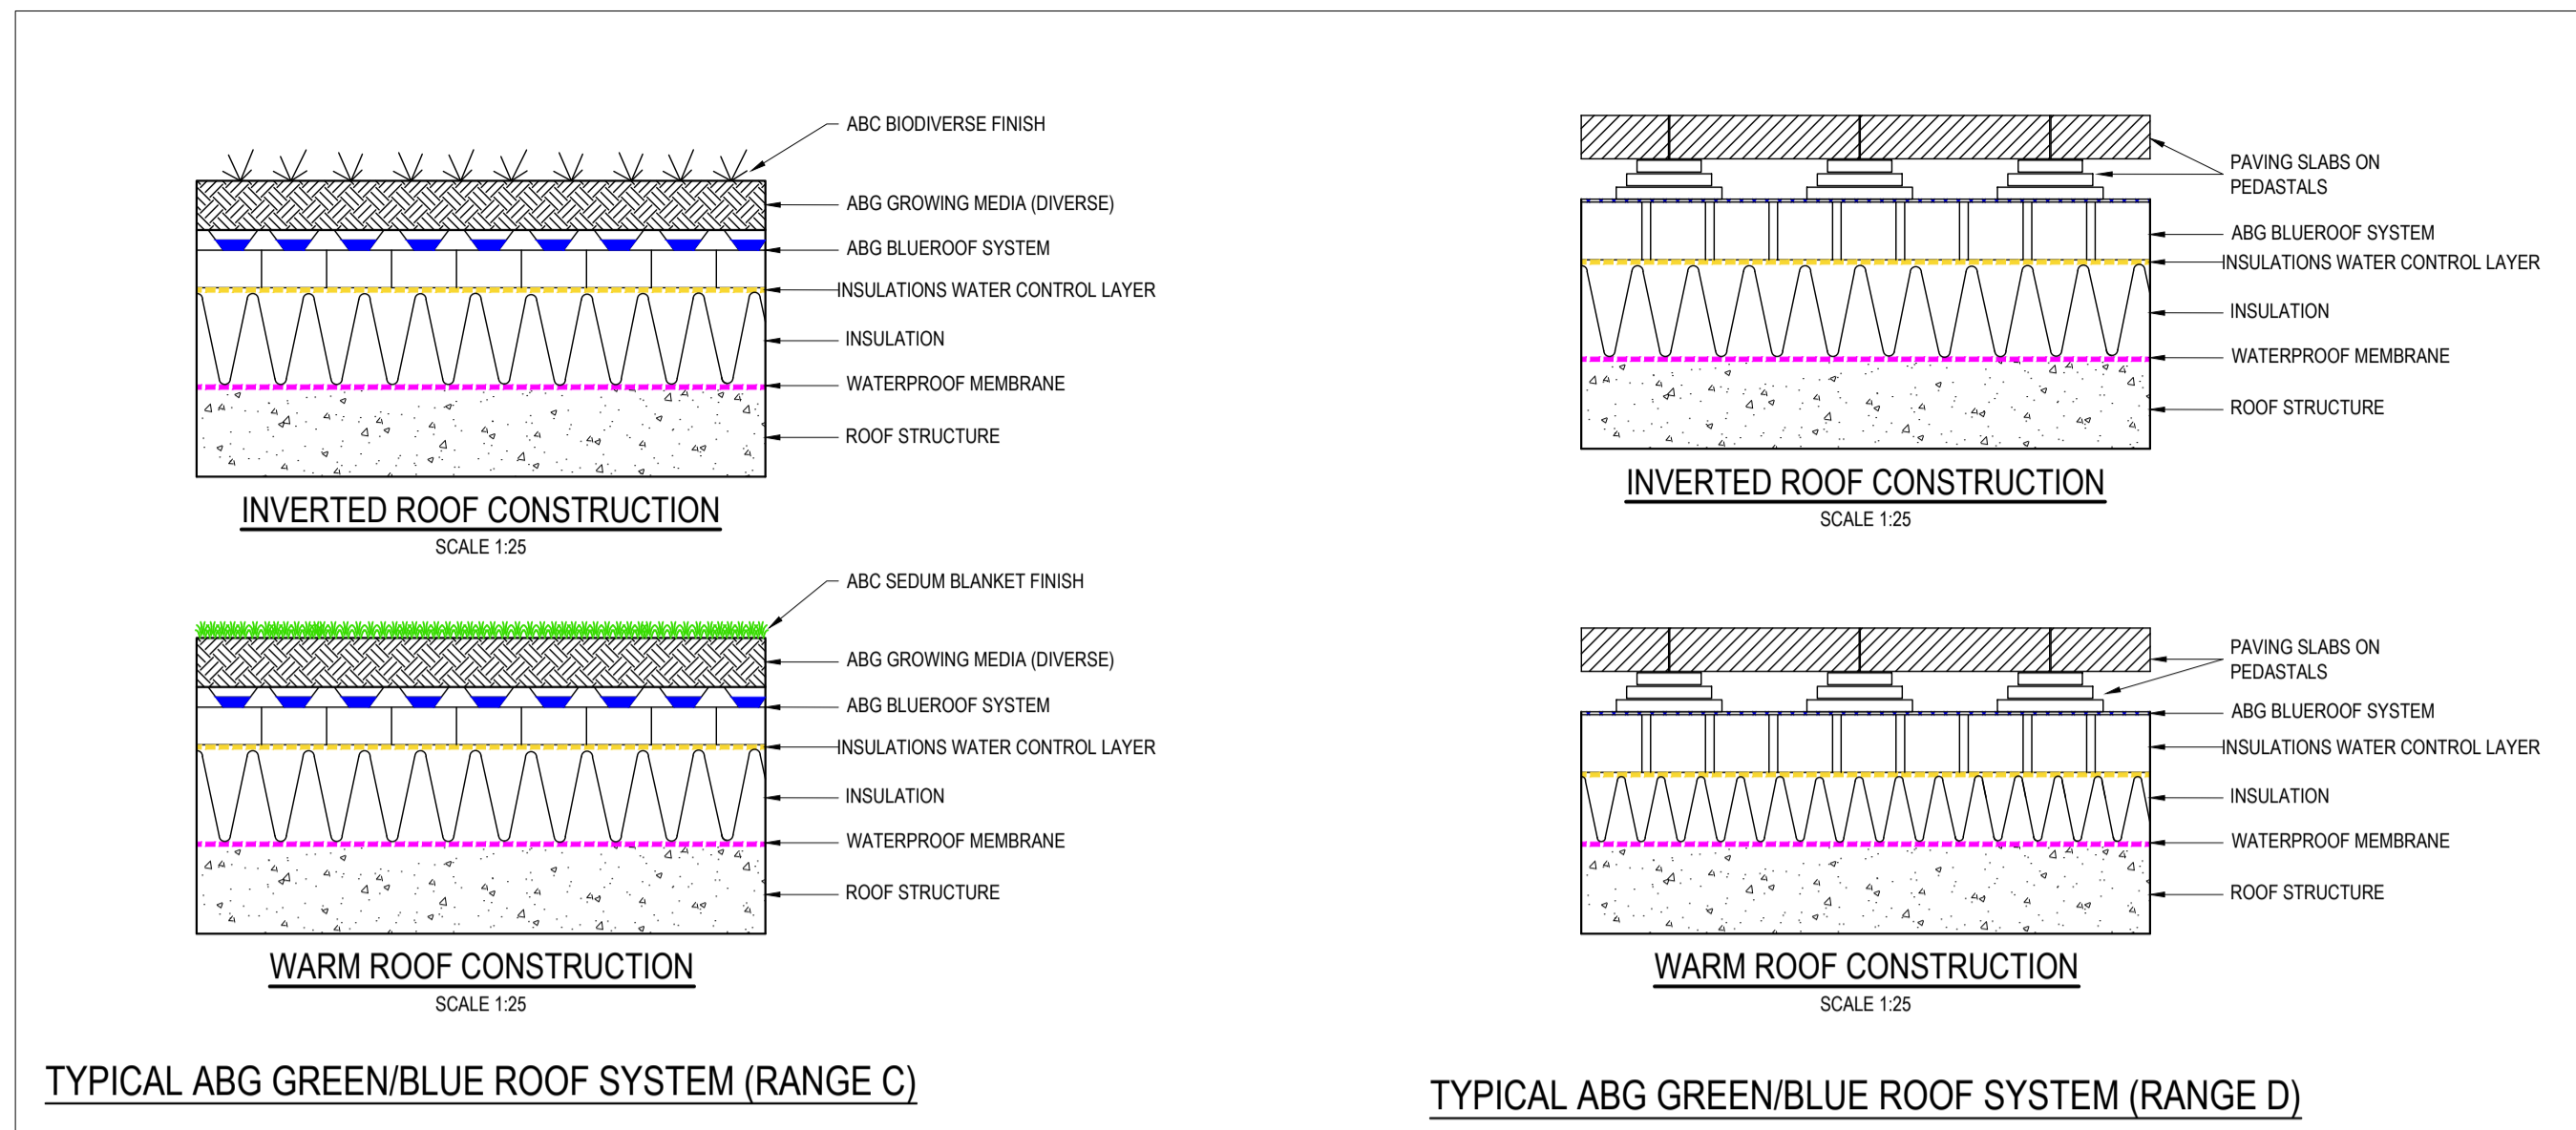 ABC BIODIVERSE FINISH
ABG GROWING MEDIA (DIVERSE)
ABG BLUEROOF SYSTEM
INSULATIONS WATER CONTROL LAYER
INSULATION
WATERPROOF MEMBRANE
ROOF STRUCTURE
INVERTED ROOF CONSTRUCTION
SCALE 1:25
ABC SEDUM BLANKET FINISH
ABG GROWING MEDIA (DIVERSE)
ABG BLUEROOF SYSTEM
INSULATIONS WATER CONTROL LAYER
INSULATION
WATERPROOF MEMBRANE
ROOF STRUCTURE
WARM ROOF CONSTRUCTION
SCALE 1:25
TYPICAL ABG GREEN/BLUE ROOF SYSTEM (RANGE C)
PAVING SLABS ON
PEDASTALS
ABG BLUEROOF SYSTEM
INSULATIONS WATER CONTROL LAYER
INSULATION
WATERPROOF MEMBRANE
ROOF STRUCTURE
INVERTED ROOF CONSTRUCTION
SCALE 1:25
PAVING SLABS ON
PEDASTALS
ABG BLUEROOF SYSTEM
INSULATIONS WATER CONTROL LAYER
INSULATION
WATERPROOF MEMBRANE
ROOF STRUCTURE
WARM ROOF CONSTRUCTION
SCALE 1:25
TYPICAL ABG GREEN/BLUE ROOF SYSTEM (RANGE D)